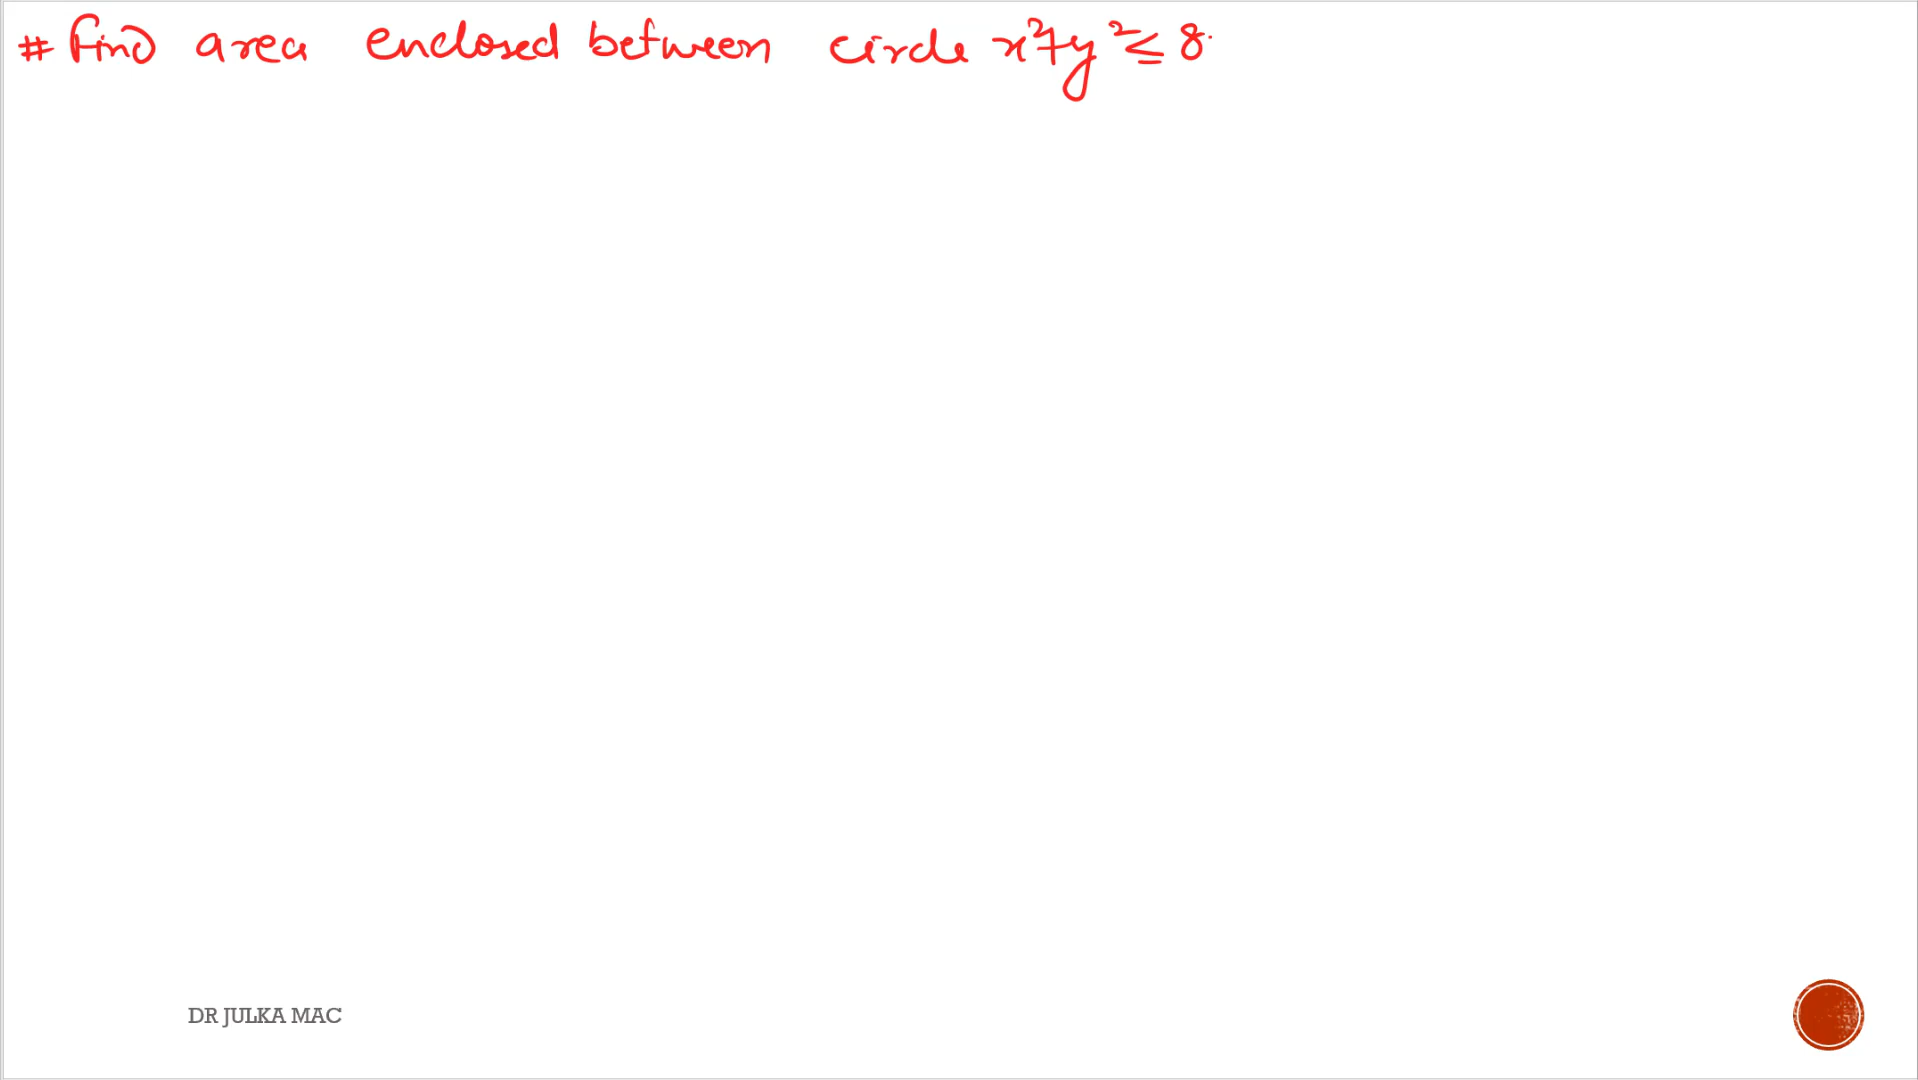 # Find area enclosed between circle x²+y² ≤ 8.
DR JULKA MAC